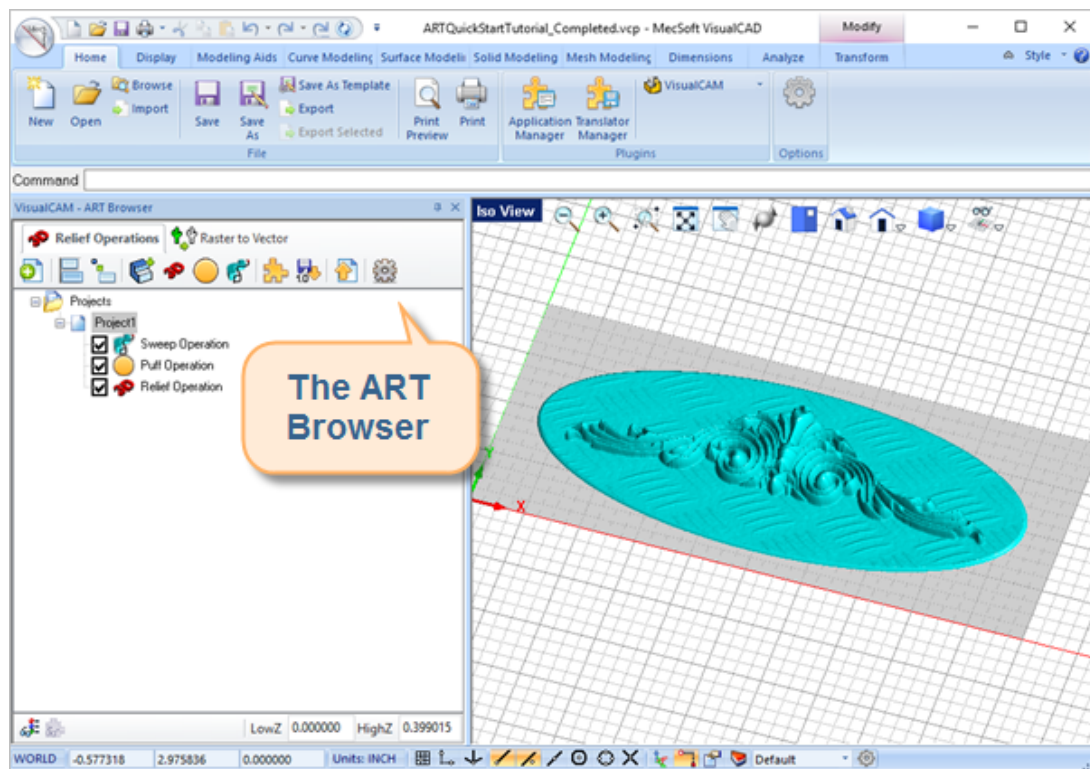 ARTQuickStartTutorial_Completed.vcp - MecSoft VisualCAD
Modify
Home Display Modeling Aids Curve Modeling Surface Modeli Solid Modeling Mesh Modeling Dimensions Analyze Transform Style
New Open Browse Import Save Save As Save As Template Export Export Selected Print Preview Print Application Manager Translator Manager VisualCAM
File Plugins Options
Command
VisualCAM - ART Browser
Iso View
Relief Operations Raster to Vector
Projects
Project1
Sweep Operation
Puff Operation
Relief Operation
The ART
Browser
X
LowZ 0.000000 HighZ 0.399015
WORLD -0.577318 2.975836 0.000000 Units: INCH Default